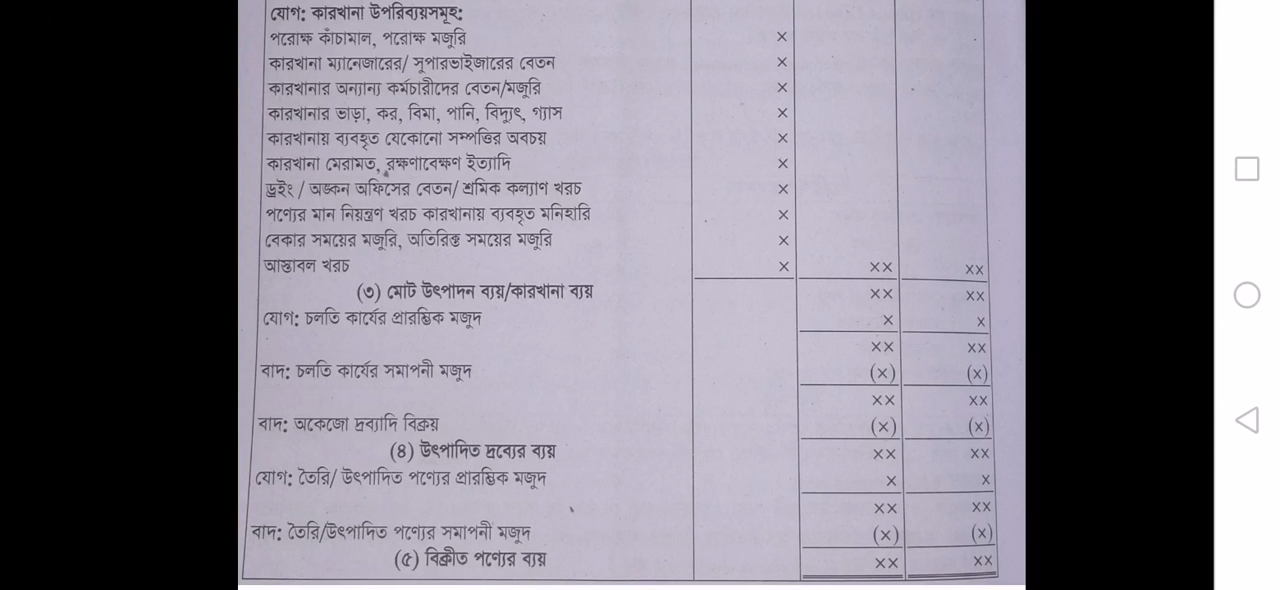 যোগ: কারখানা উপরিব্যয়সমূহ:
পরোক্ষ কাঁচামাল, পরোক্ষ মজুরি ×
কারখানা ম্যানেজারের/ সুপারভাইজারের বেতন ×
কারখানার অন্যান্য কর্মচারীদের বেতন/মজুরি ×
কারখানার ভাড়া, কর, বিমা, পানি, বিদ্যুৎ, গ্যাস ×
কারখানায় ব্যবহৃত যেকোনো সম্পত্তির অবচয় ×
কারখানা মেরামত, রক্ষণাবেক্ষণ ইত্যাদি ×
ড্রইং / অঙ্কন অফিসের বেতন/ শ্রমিক কল্যাণ খরচ ×
পণ্যের মান নিয়ন্ত্রণ খরচ কারখানায় ব্যবহৃত মনিহারি ×
বেকার সময়ের মজুরি, অতিরিক্ত সময়ের মজুরি ×
আস্তাবল খরচ × ×× ××
(৩) মোট উৎপাদন ব্যয়/কারখানা ব্যয় ×× ××
যোগ: চলতি কার্যের প্রারম্ভিক মজুদ × ×
×× ××
বাদ: চলতি কার্যের সমাপনী মজুদ (×) (×)
×× ××
বাদ: অকেজো দ্রব্যাদি বিক্রয় (×) (×)
(৪) উৎপাদিত দ্রব্যের ব্যয় ×× ××
যোগ: তৈরি/ উৎপাদিত পণ্যের প্রারম্ভিক মজুদ × ×
×× ××
বাদ: তৈরি/উৎপাদিত পণ্যের সমাপনী মজুদ (×) (×)
(৫) বিক্রীত পণ্যের ব্যয় ×× ××